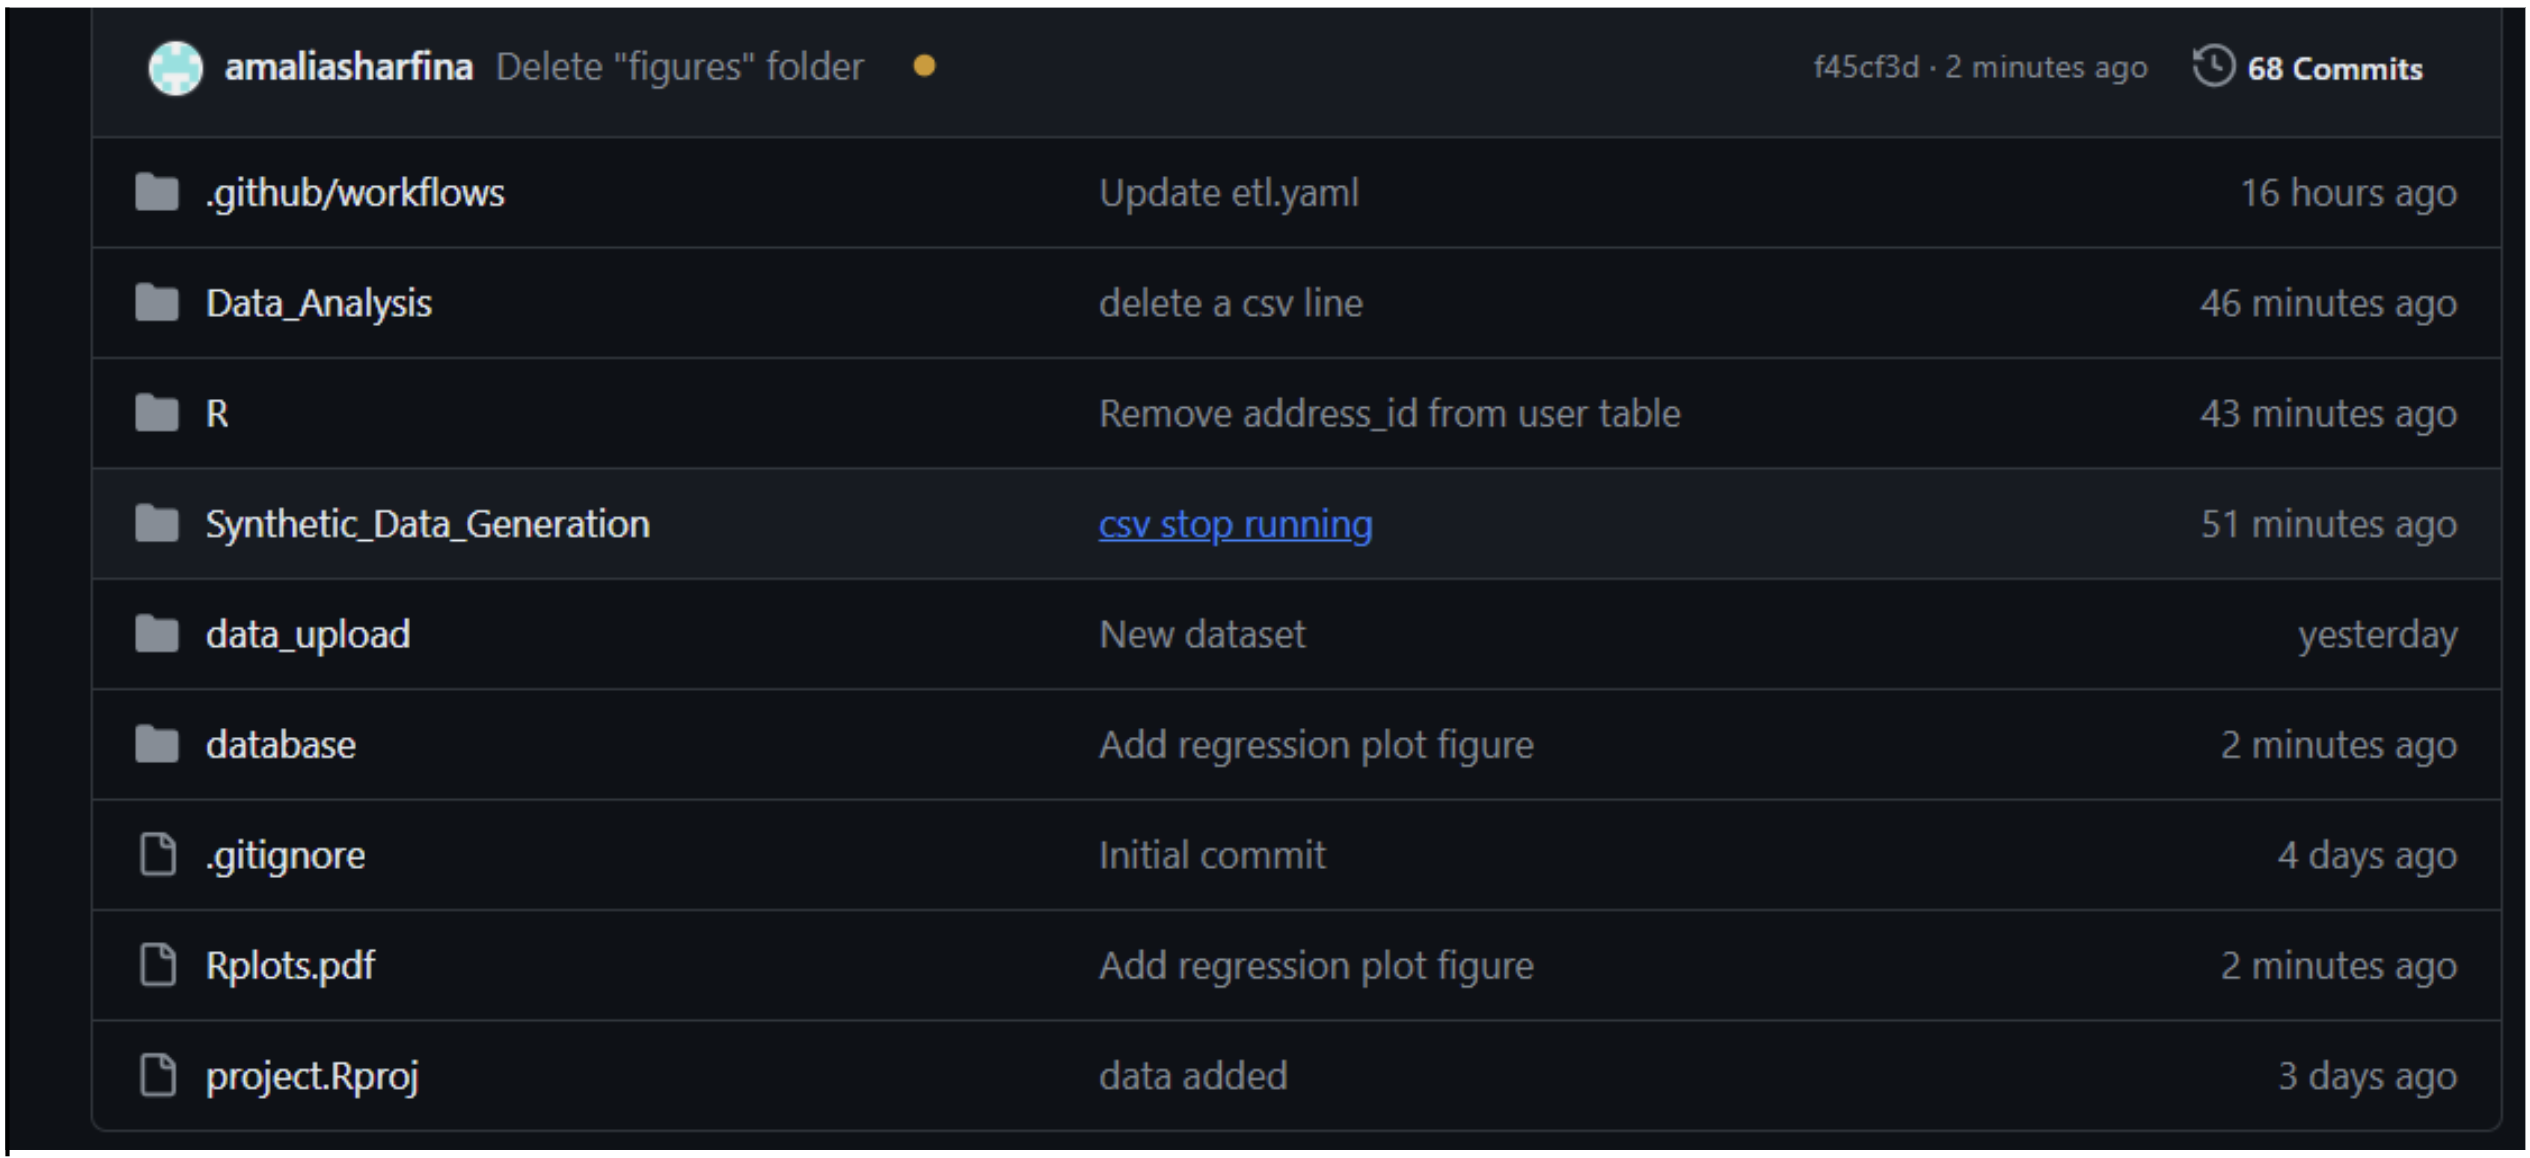 amaliasharfina Delete "figures" folder f45cf3d · 2 minutes ago 68 Commits
.github/workflows Update etl.yaml 16 hours ago
Data_Analysis delete a csv line 46 minutes ago
R Remove address_id from user table 43 minutes ago
Synthetic_Data_Generation csv stop running 51 minutes ago
data_upload New dataset yesterday
database Add regression plot figure 2 minutes ago
.gitignore Initial commit 4 days ago
Rplots.pdf Add regression plot figure 2 minutes ago
project.Rproj data added 3 days ago